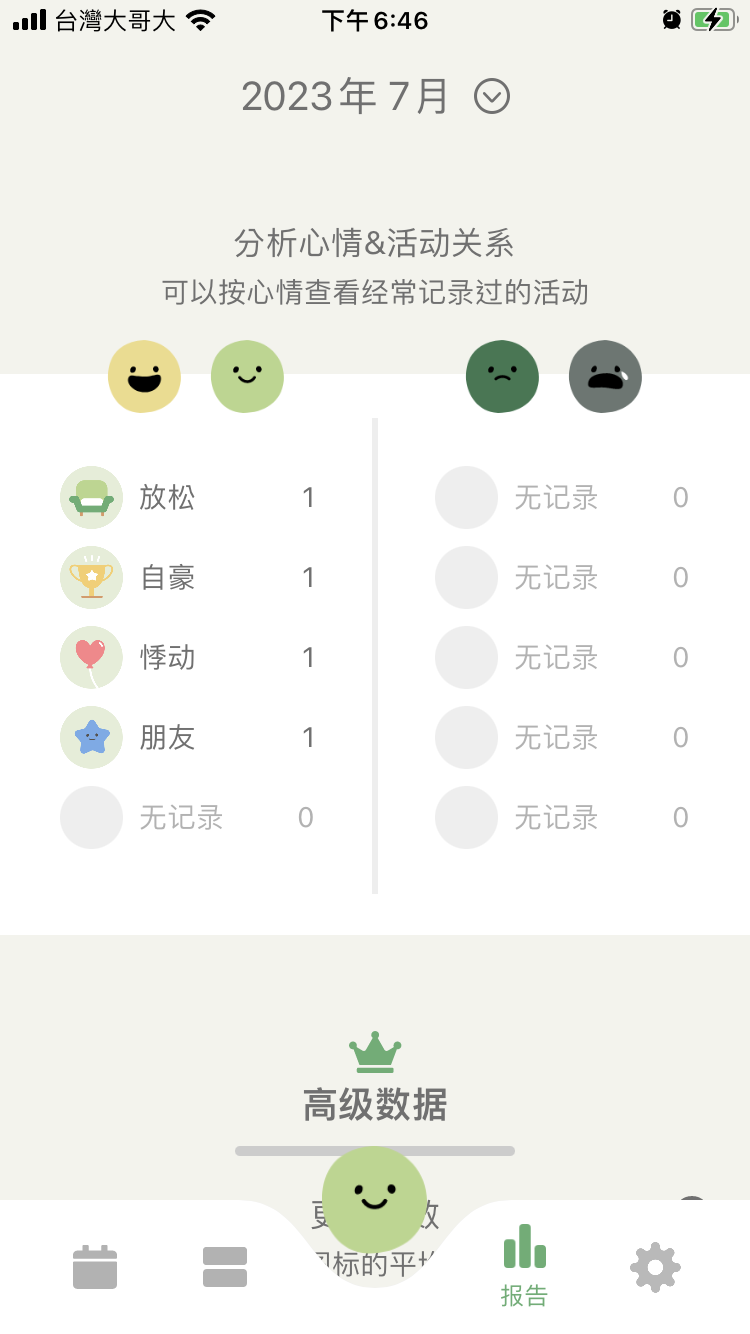 台灣大哥大 下午 6:46
2023年 7月
分析心情&活动关系
可以按心情查看经常记录过的活动
放松 1 无记录 0
自豪 1 无记录 0
悸动 1 无记录 0
朋友 1 无记录 0
无记录 0 无记录 0
高级数据
更 数
标的平
报告